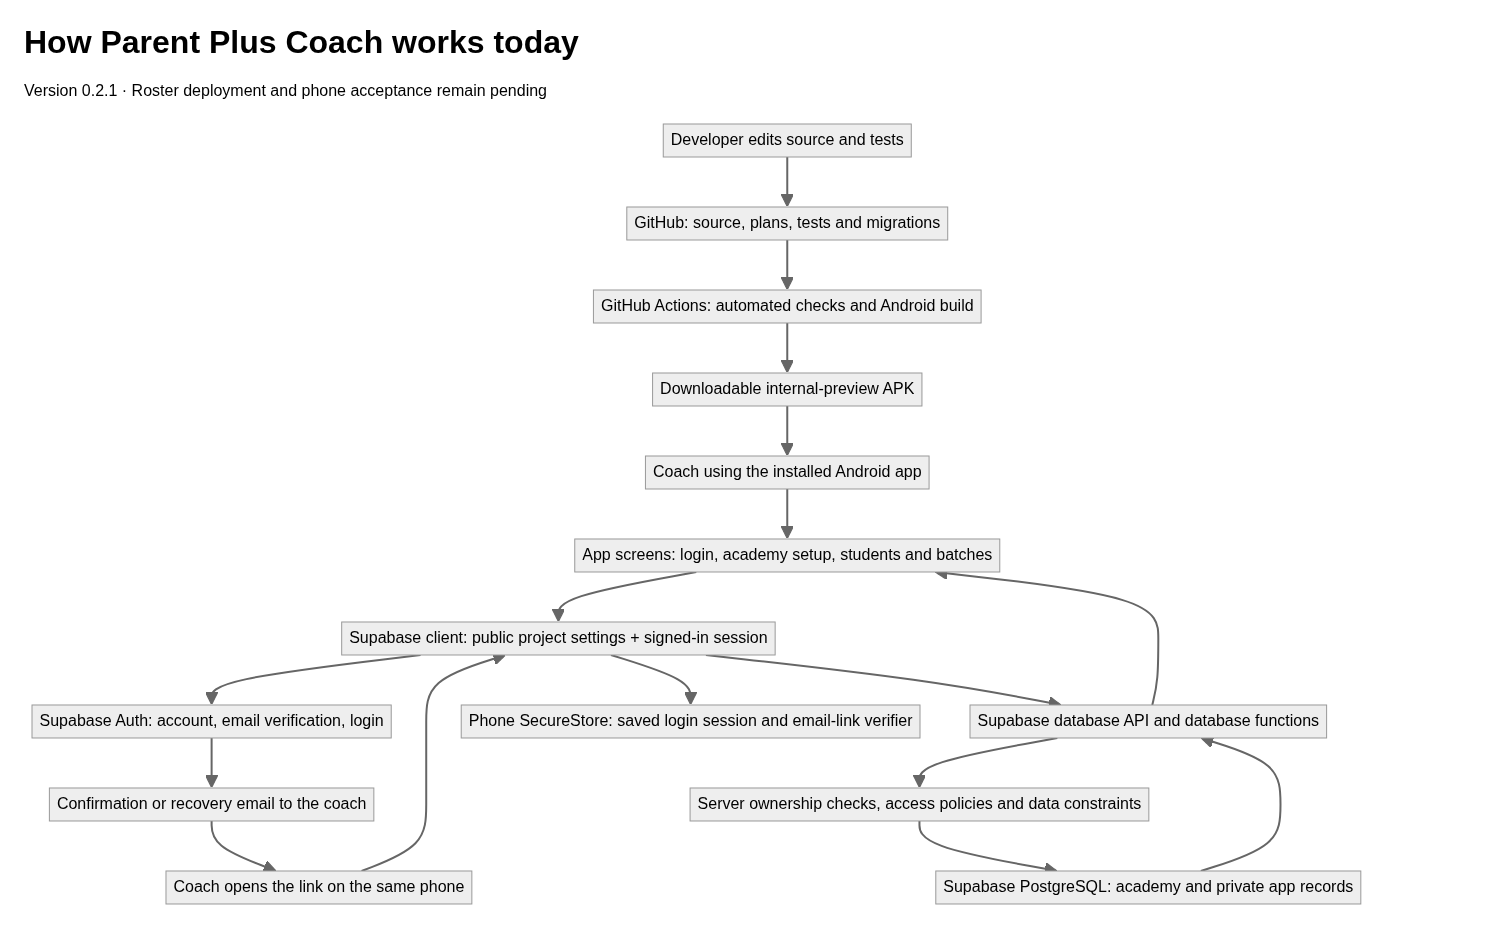 How Parent Plus Coach works today
Version 0.2.1 · Roster deployment and phone acceptance remain pending
Developer edits source and tests
GitHub: source, plans, tests and migrations
GitHub Actions: automated checks and Android build
Downloadable internal-preview APK
Coach using the installed Android app
App screens: login, academy setup, students and batches
Supabase client: public project settings + signed-in session
Supabase Auth: account, email verification, login
Phone SecureStore: saved login session and email-link verifier
Supabase database API and database functions
Confirmation or recovery email to the coach
Server ownership checks, access policies and data constraints
Coach opens the link on the same phone
Supabase PostgreSQL: academy and private app records